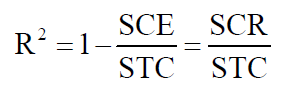 R² = 1 − SCE/STC = SCR/STC